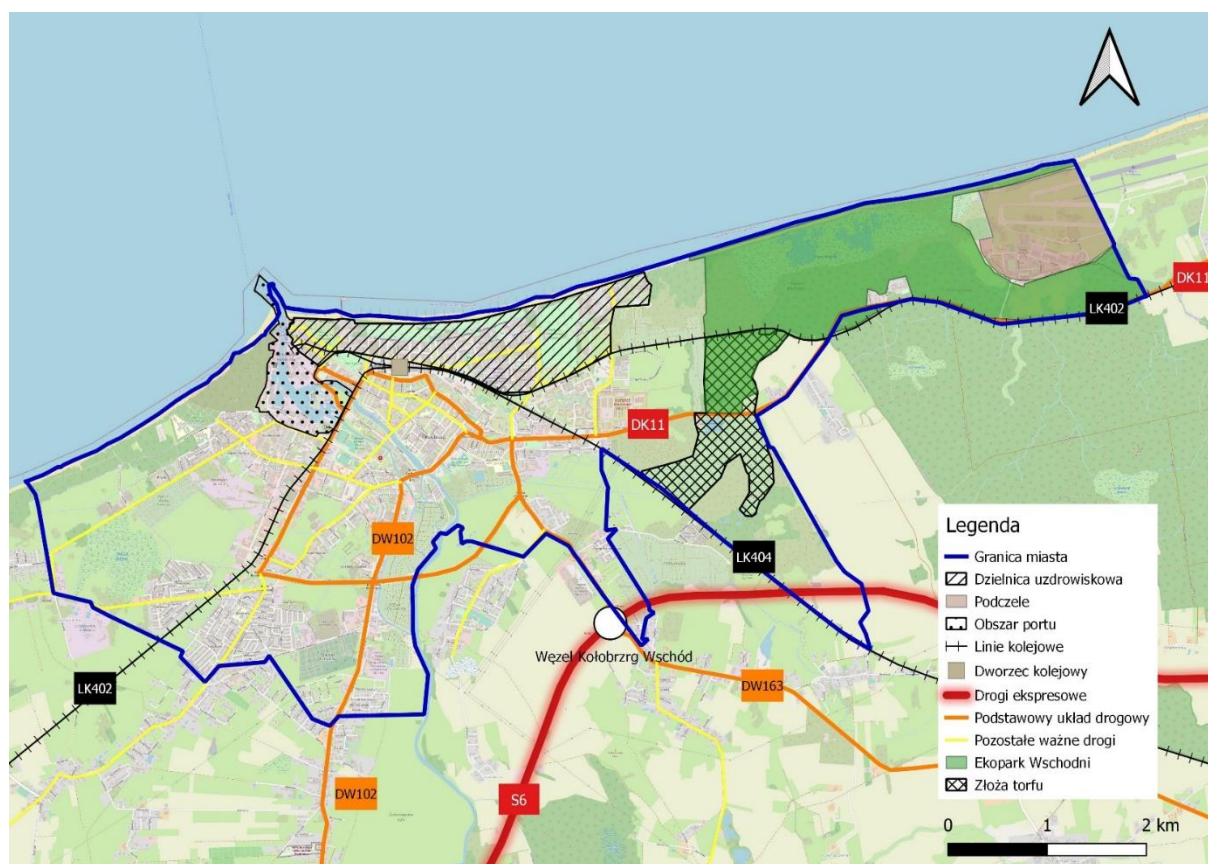 DK11
LK402
DK11
DW102
LK404
Węzeł Kołobrzrg Wschód
LK402
DW163
DW102
S6
Legenda
Granica miasta
Dzielnica uzdrowiskowa
Podczele
Obszar portu
Linie kolejowe
Dworzec kolejowy
Drogi ekspresowe
Podstawowy układ drogowy
Pozostałe ważne drogi
Ekopark Wschodni
Złoża torfu
0 1 2 km